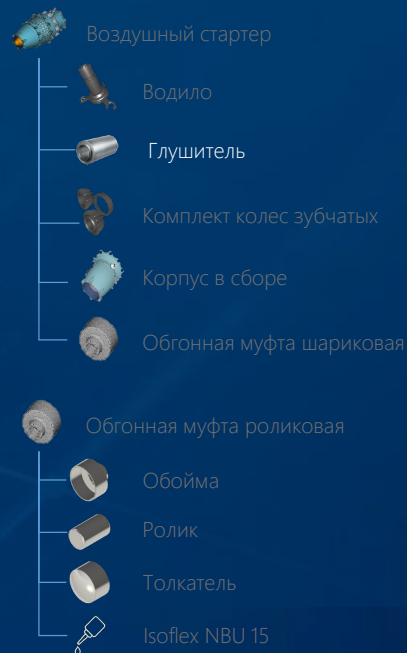 Воздушный стартер
Водило
Глушитель
Комплект колес зубчатых
Корпус в сборе
Обгонная муфта шариковая
Обгонная муфта роликовая
Обойма
Ролик
Толкатель
Isoflex NBU 15